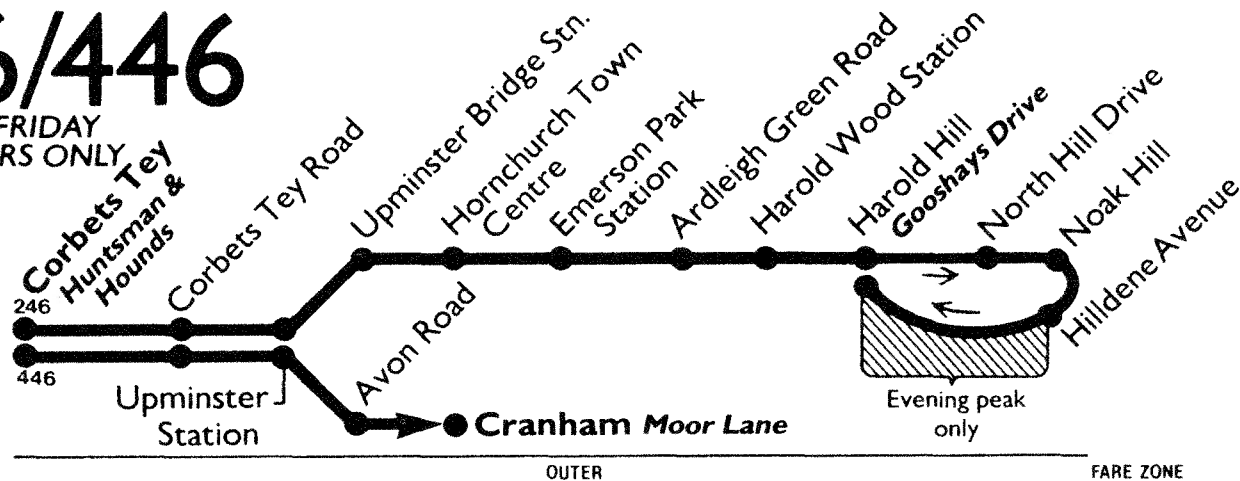 6/446
FRIDAY
RS ONLY
Corbets Tey
Huntsman &
Hounds
Corbets Tey Road
Upminster Bridge Stn.
Hornchurch Town
Centre
Emerson Park
Station
Ardleigh Green Road
Harold Wood Station
Harold Hill
Gooshays Drive
North Hill Drive
Noak Hill
Hilldene Avenue
246
446
Upminster
Station
Avon Road
Cranham Moor Lane
Evening peak
only
OUTER
FARE ZONE